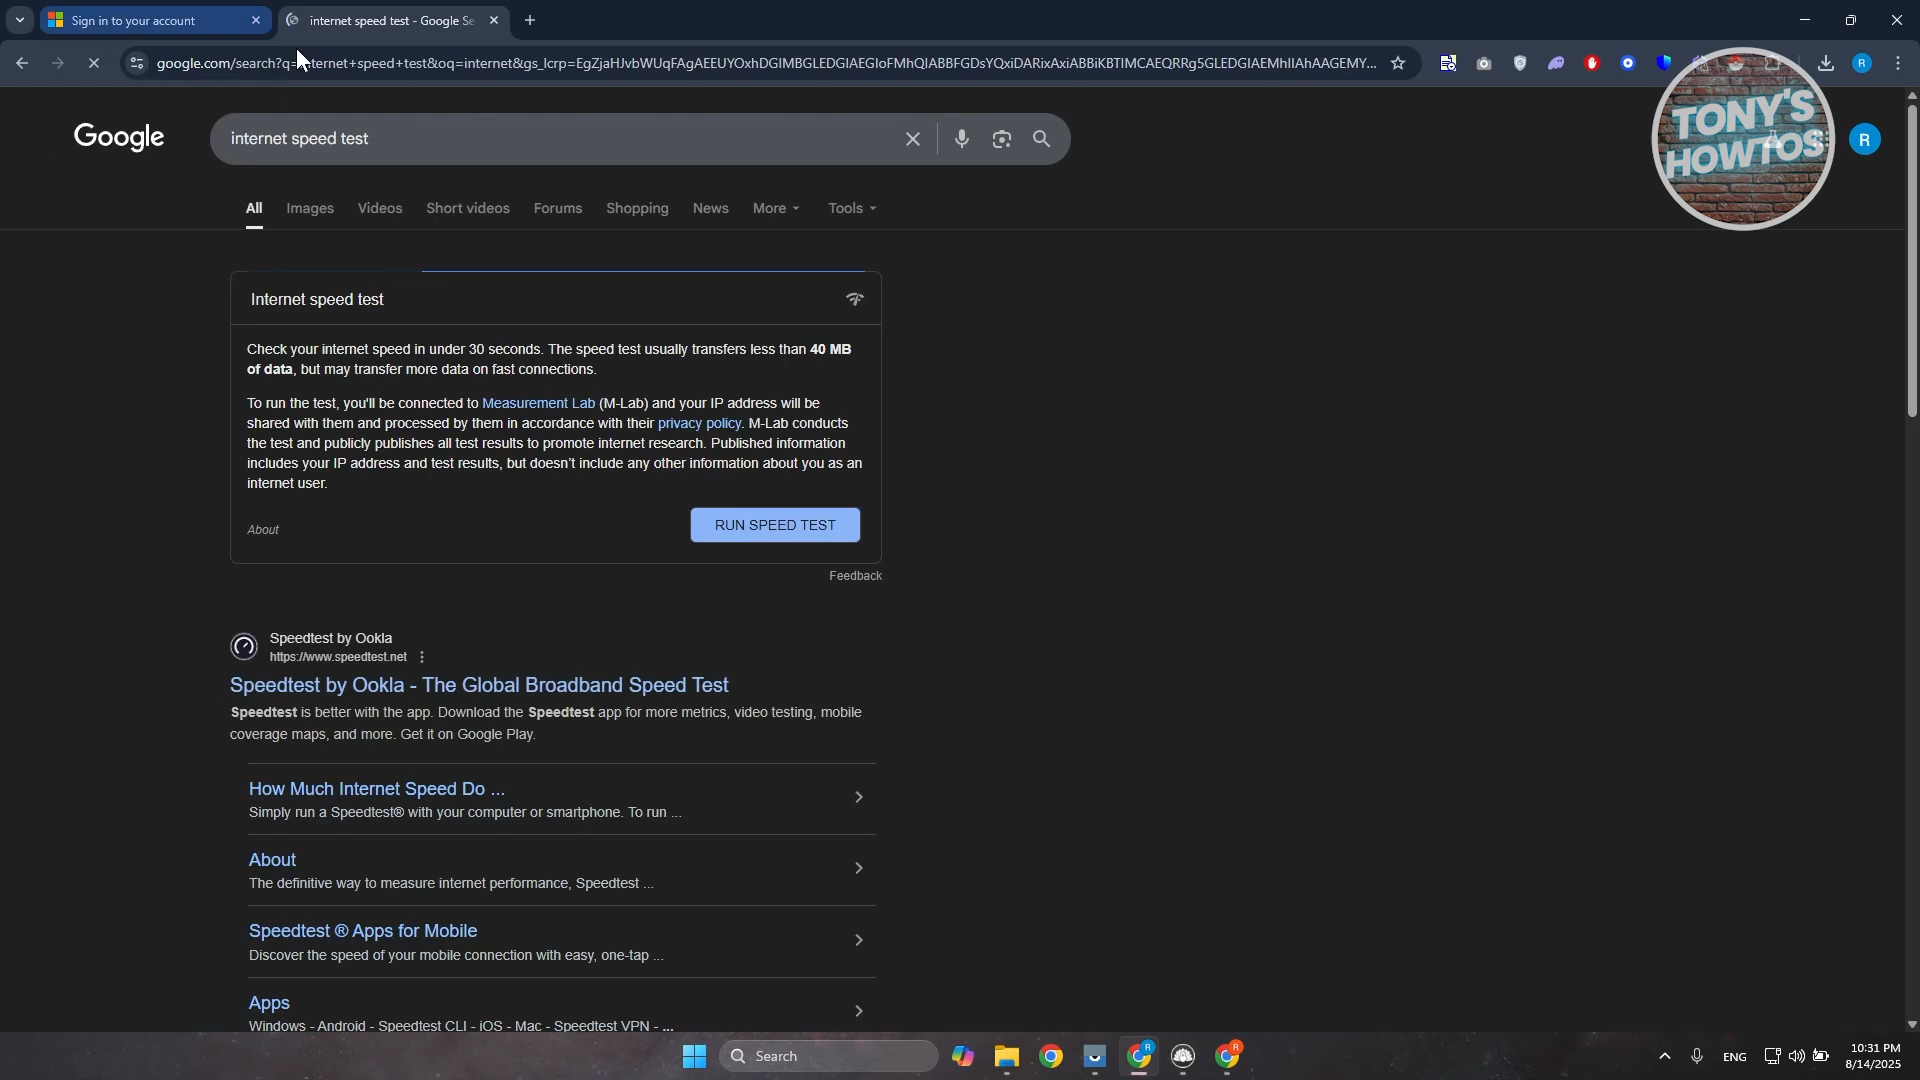 Sign in to your account
internet speed test - Google Se
google.com/search?q=internet+speed+test&oq=internet&gs_lcrp=EgZjaHJvbWUqFAgAEEUYOxhDGIMBGLEDGIAEGIoFMhQIABBFGDsYQxiDARixAxiABBiKBTIMCAEQRRg5GLEDGIAEMhIIAhAAGEMY...
TONY'S
HOWTOS
Google
internet speed test
R
All Images Videos Short videos Forums Shopping News More Tools
Internet speed test
Check your internet speed in under 30 seconds. The speed test usually transfers less than 40 MB
of data, but may transfer more data on fast connections.
To run the test, you'll be connected to Measurement Lab (M-Lab) and your IP address will be
shared with them and processed by them in accordance with their privacy policy. M-Lab conducts
the test and publicly publishes all test results to promote internet research. Published information
includes your IP address and test results, but doesn't include any other information about you as an
internet user.
About
RUN SPEED TEST
Feedback
Speedtest by Ookla
https://www.speedtest.net
Speedtest by Ookla - The Global Broadband Speed Test
Speedtest is better with the app. Download the Speedtest app for more metrics, video testing, mobile
coverage maps, and more. Get it on Google Play.
How Much Internet Speed Do ...
Simply run a Speedtest® with your computer or smartphone. To run ...
About
The definitive way to measure internet performance, Speedtest ...
Speedtest ® Apps for Mobile
Discover the speed of your mobile connection with easy, one-tap ...
Apps
Windows - Android - Speedtest CLI - iOS - Mac - Speedtest VPN - ...
Search
ENG
10:31 PM
8/14/2025